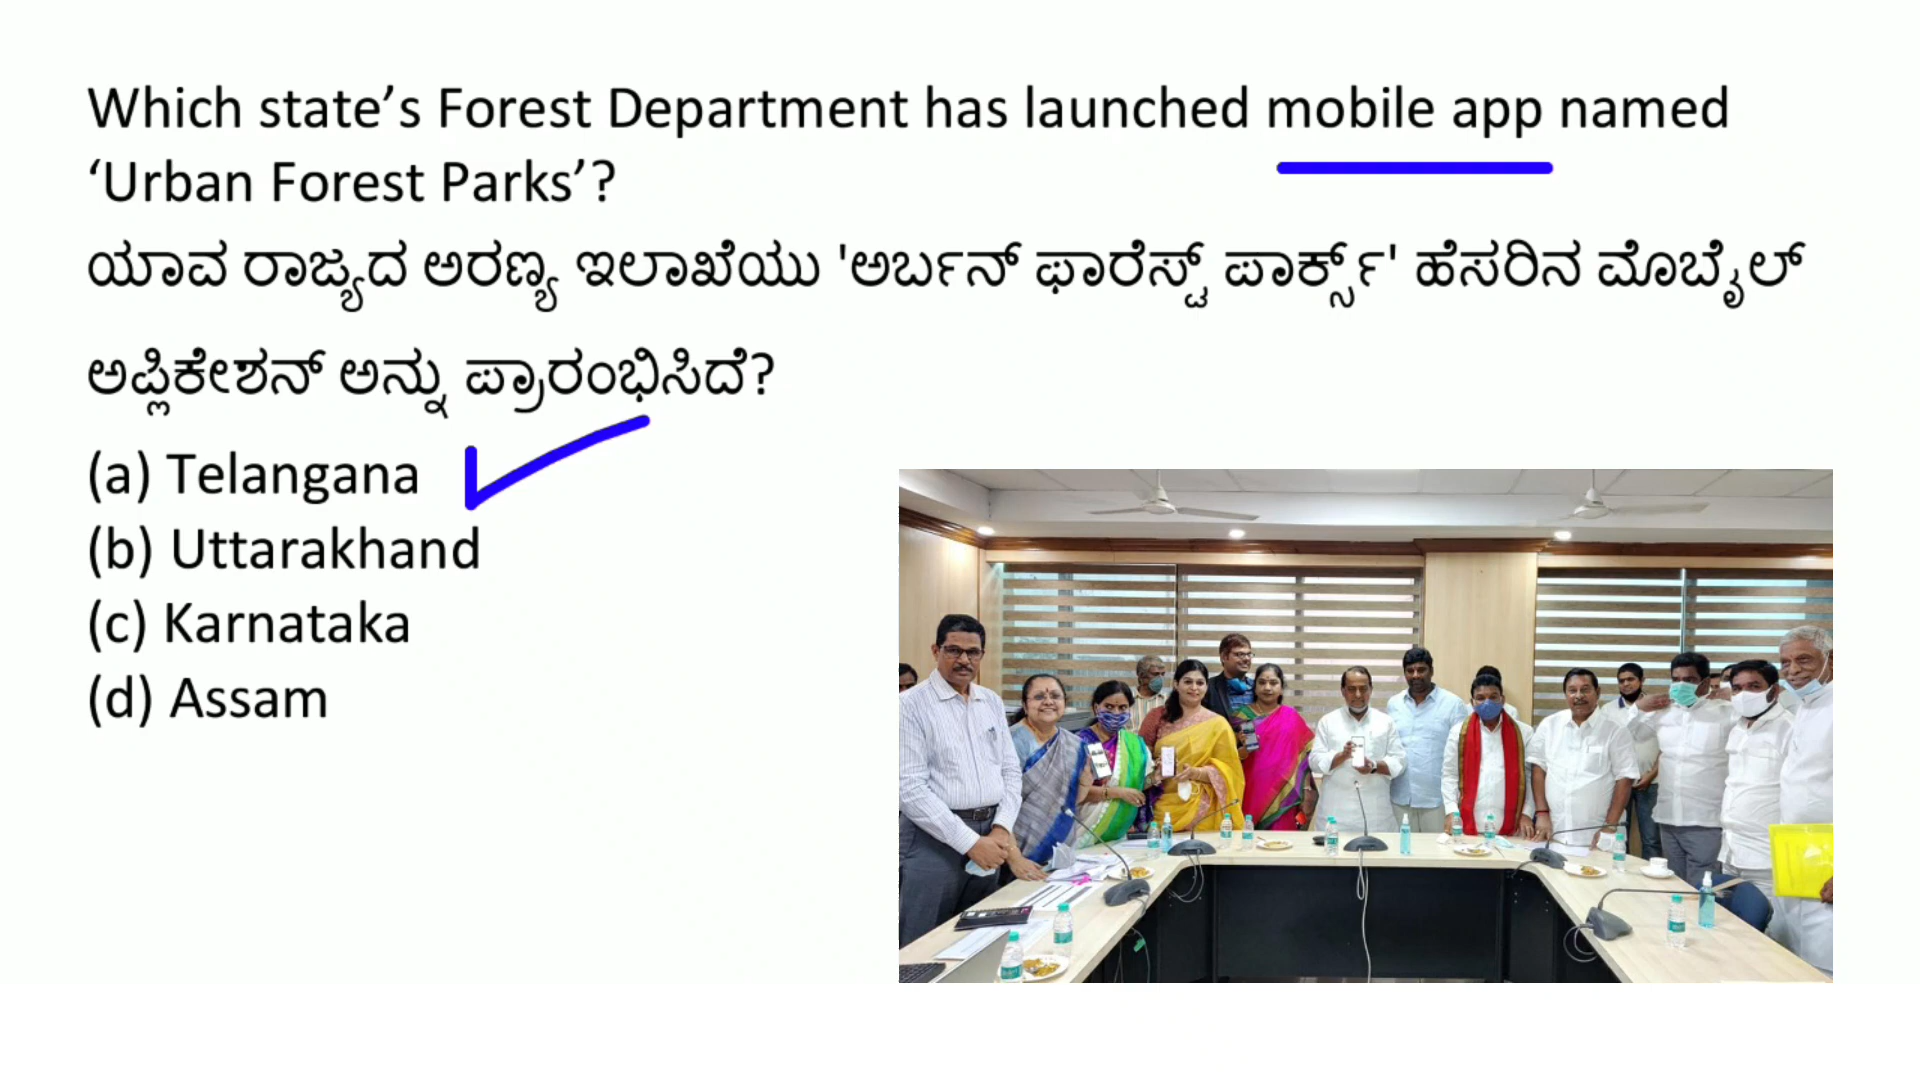 Which state’s Forest Department has launched mobile app named
‘Urban Forest Parks’?
ಯಾವ ರಾಜ್ಯದ ಅರಣ್ಯ ಇಲಾಖೆಯು 'ಅರ್ಬನ್ ಫಾರೆಸ್ಟ್ ಪಾರ್ಕ್ಸ್' ಹೆಸರಿನ ಮೊಬೈಲ್
ಅಪ್ಲಿಕೇಶನ್ ಅನ್ನು ಪ್ರಾರಂಭಿಸಿದೆ?
(a) Telangana
(b) Uttarakhand
(c) Karnataka
(d) Assam